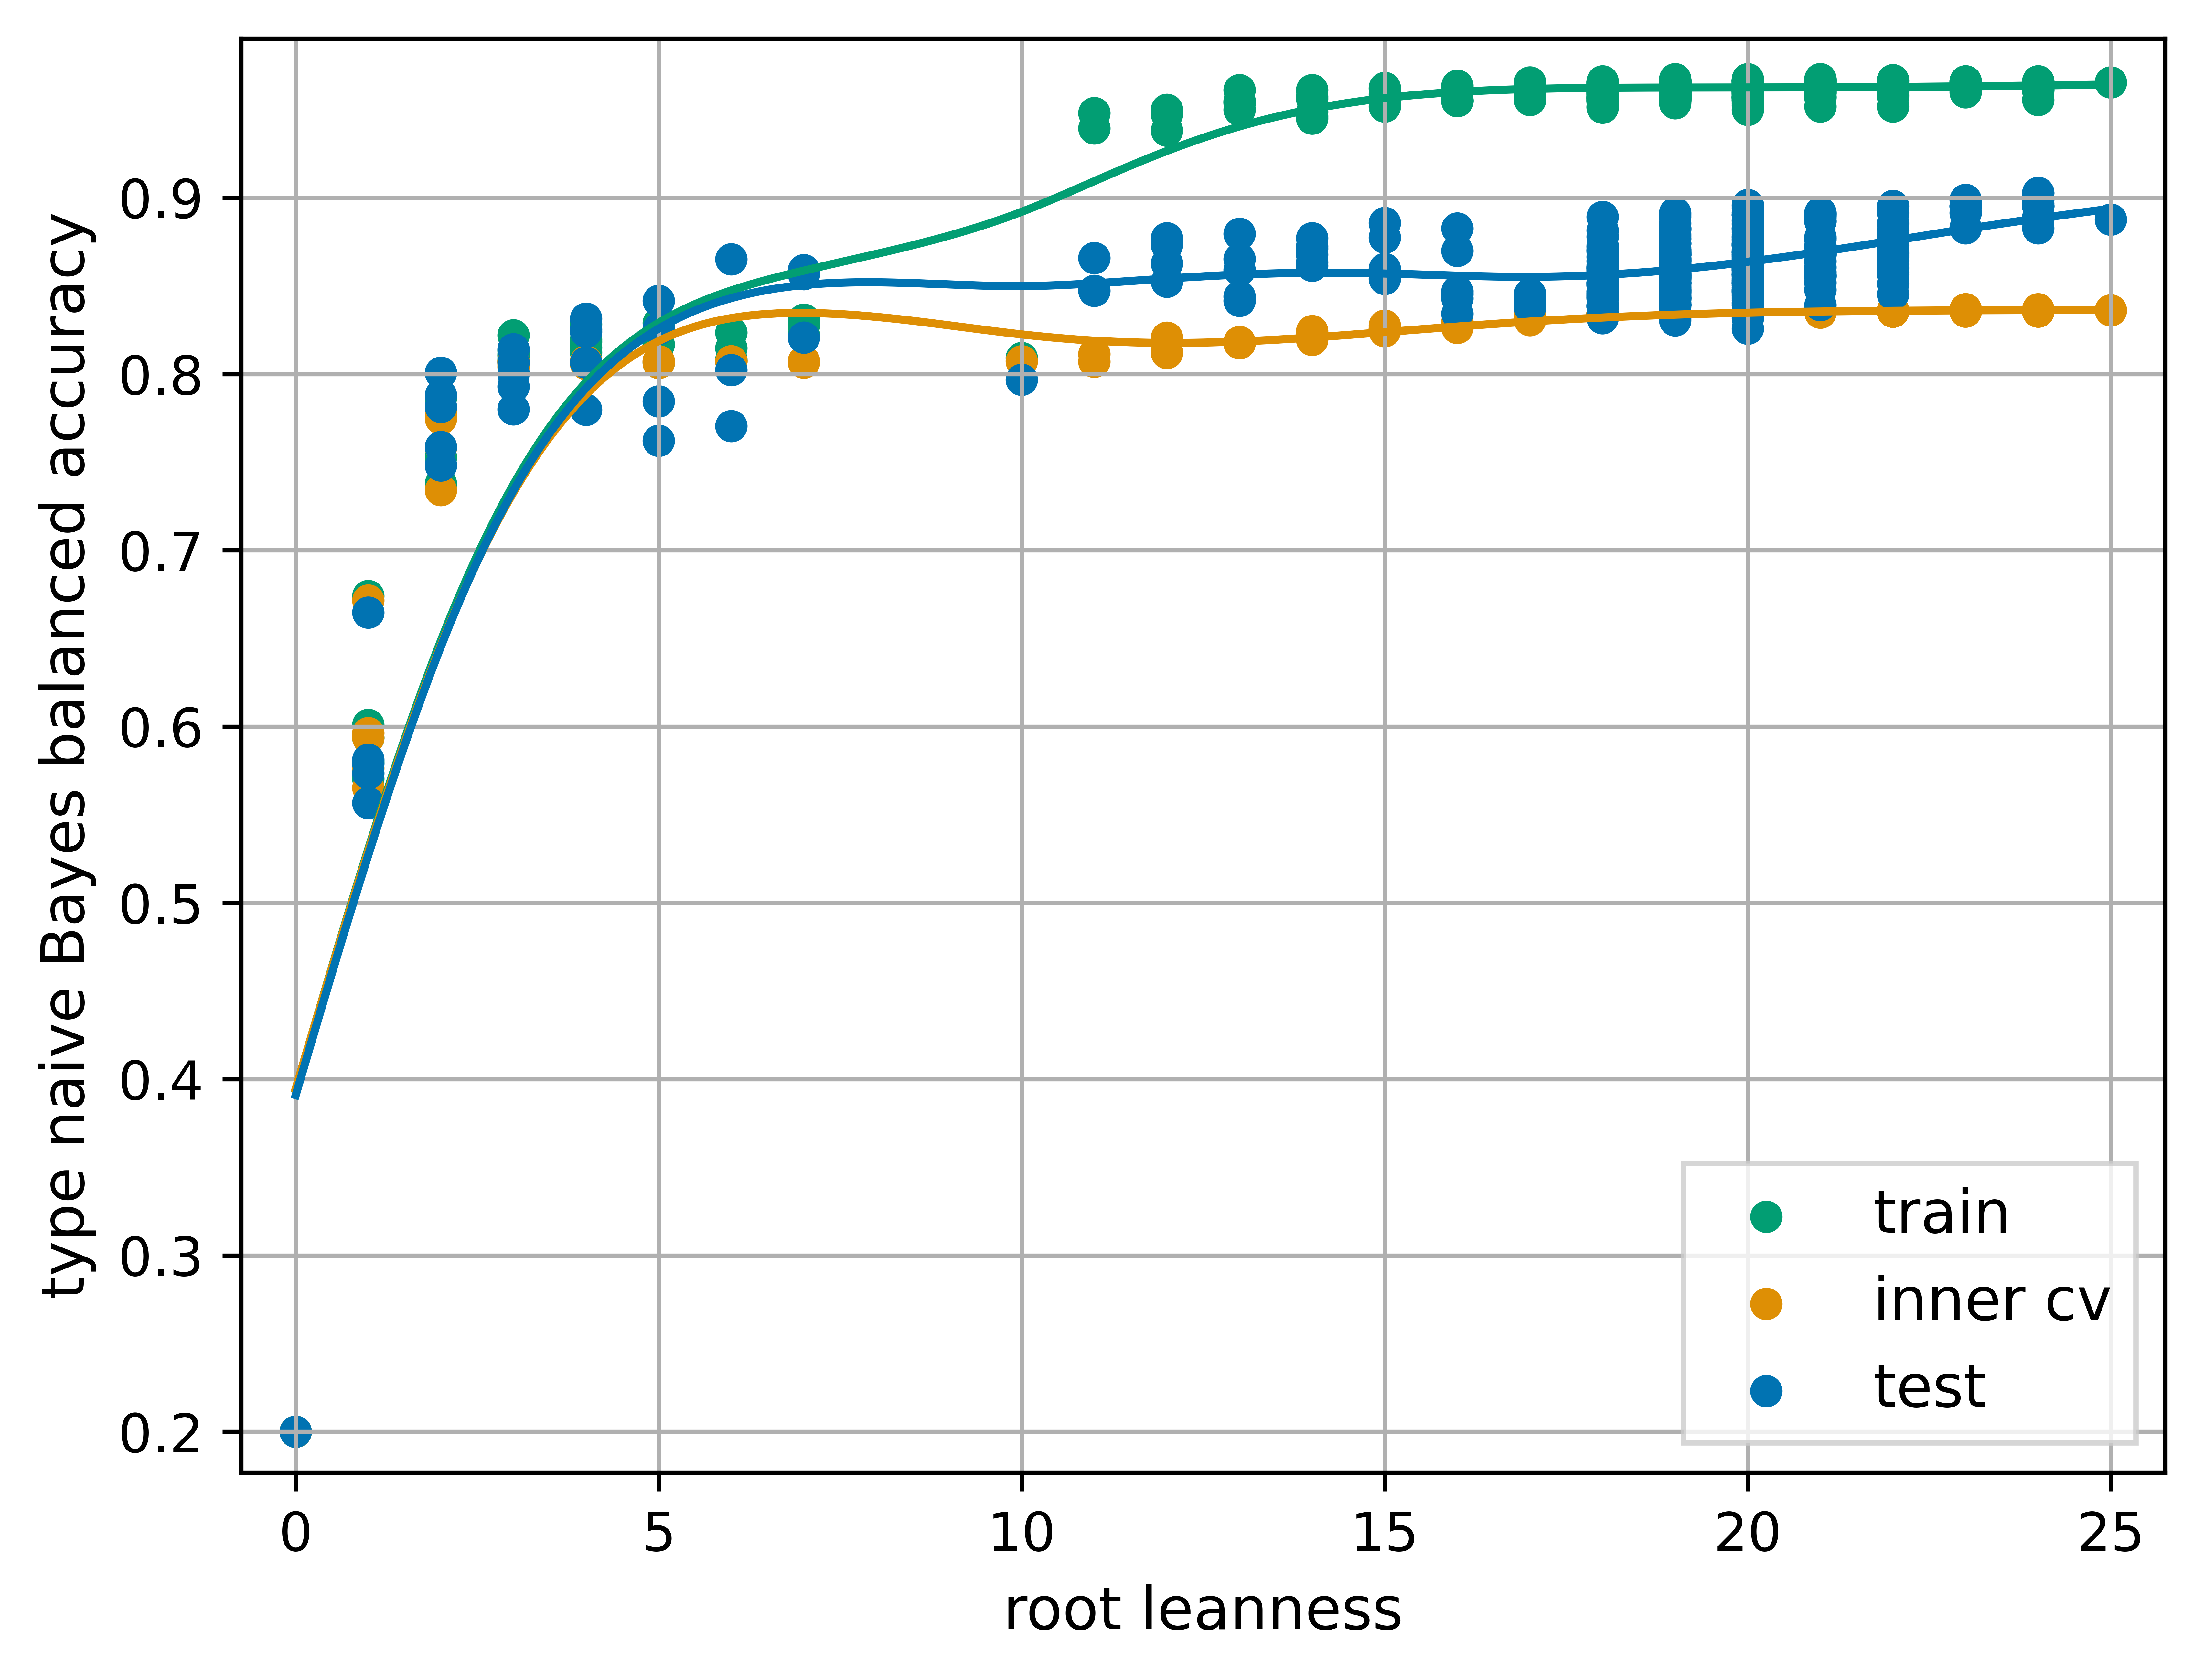 type naive Bayes balanced accuracy
0.9
0.8
0.7
0.6
0.5
0.4
0.3
0.2
0 5 10 15 20 25
root leanness
train
inner cv
test